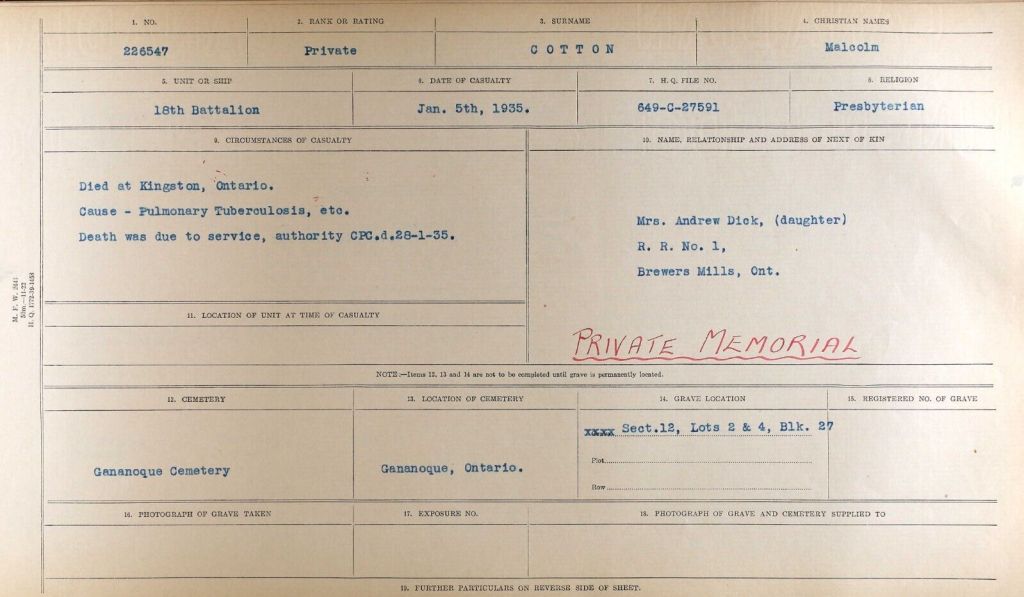 1. NO.
2. RANK OR RATING
3. SURNAME
4. CHRISTIAN NAMES
226547
Private
COTTON
Malcolm
5. UNIT OR SHIP
6. DATE OF CASUALTY
7. H. Q. FILE NO.
8. RELIGION
18th Battalion
Jan. 5th, 1935.
649-C-27591
Presbyterian
9. CIRCUMSTANCES OF CASUALTY
Died at Kingston, Ontario.
Cause - Pulmonary Tuberculosis, etc.
Death was due to service, authority CPC.d.28-1-35.
10. NAME, RELATIONSHIP AND ADDRESS OF NEXT OF KIN
Mrs. Andrew Dick, (daughter)
R. R. No. 1,
Brewers Mills, Ont.
PRIVATE MEMORIAL
11. LOCATION OF UNIT AT TIME OF CASUALTY
M. F. W. 2641
50m.—11-22
H. Q. 1772-39-1058
NOTE:—Items 12, 13 and 14 are not to be completed until grave is permanently located.
12. CEMETERY
13. LOCATION OF CEMETERY
14. GRAVE LOCATION
15. REGISTERED NO. OF GRAVE
Gananoque Cemetery
Gananoque, Ontario.
xxxx Sect.12, Lots 2 & 4, Blk. 27
Plot
Row
16. PHOTOGRAPH OF GRAVE TAKEN
17. EXPOSURE NO.
18. PHOTOGRAPH OF GRAVE AND CEMETERY SUPPLIED TO
19. FURTHER PARTICULARS ON REVERSE SIDE OF SHEET.